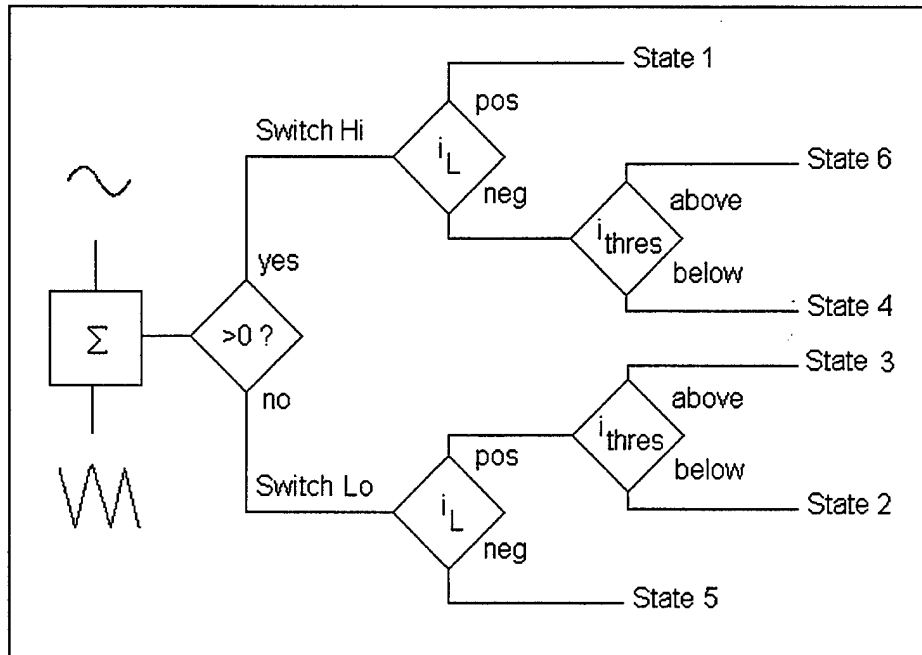 State 1
pos
Switch Hi
i L
neg
State 6
above
i thres
below
State 4
yes
Σ
>0 ?
no
State 3
above
i thres
below
State 2
pos
Switch Lo
i L
neg
State 5